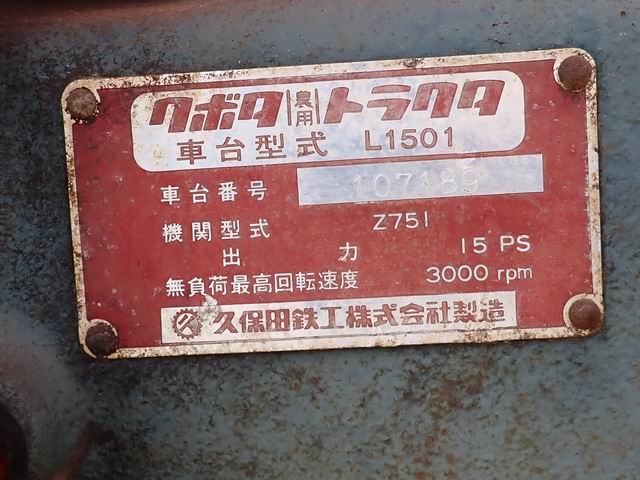 クボタ農用トラクタ
車台型式 L1501
車台番号 107189
機関型式 Z751
出力 15 PS
無負荷最高回転速度 3000 rpm
久保田鉄工株式会社製造